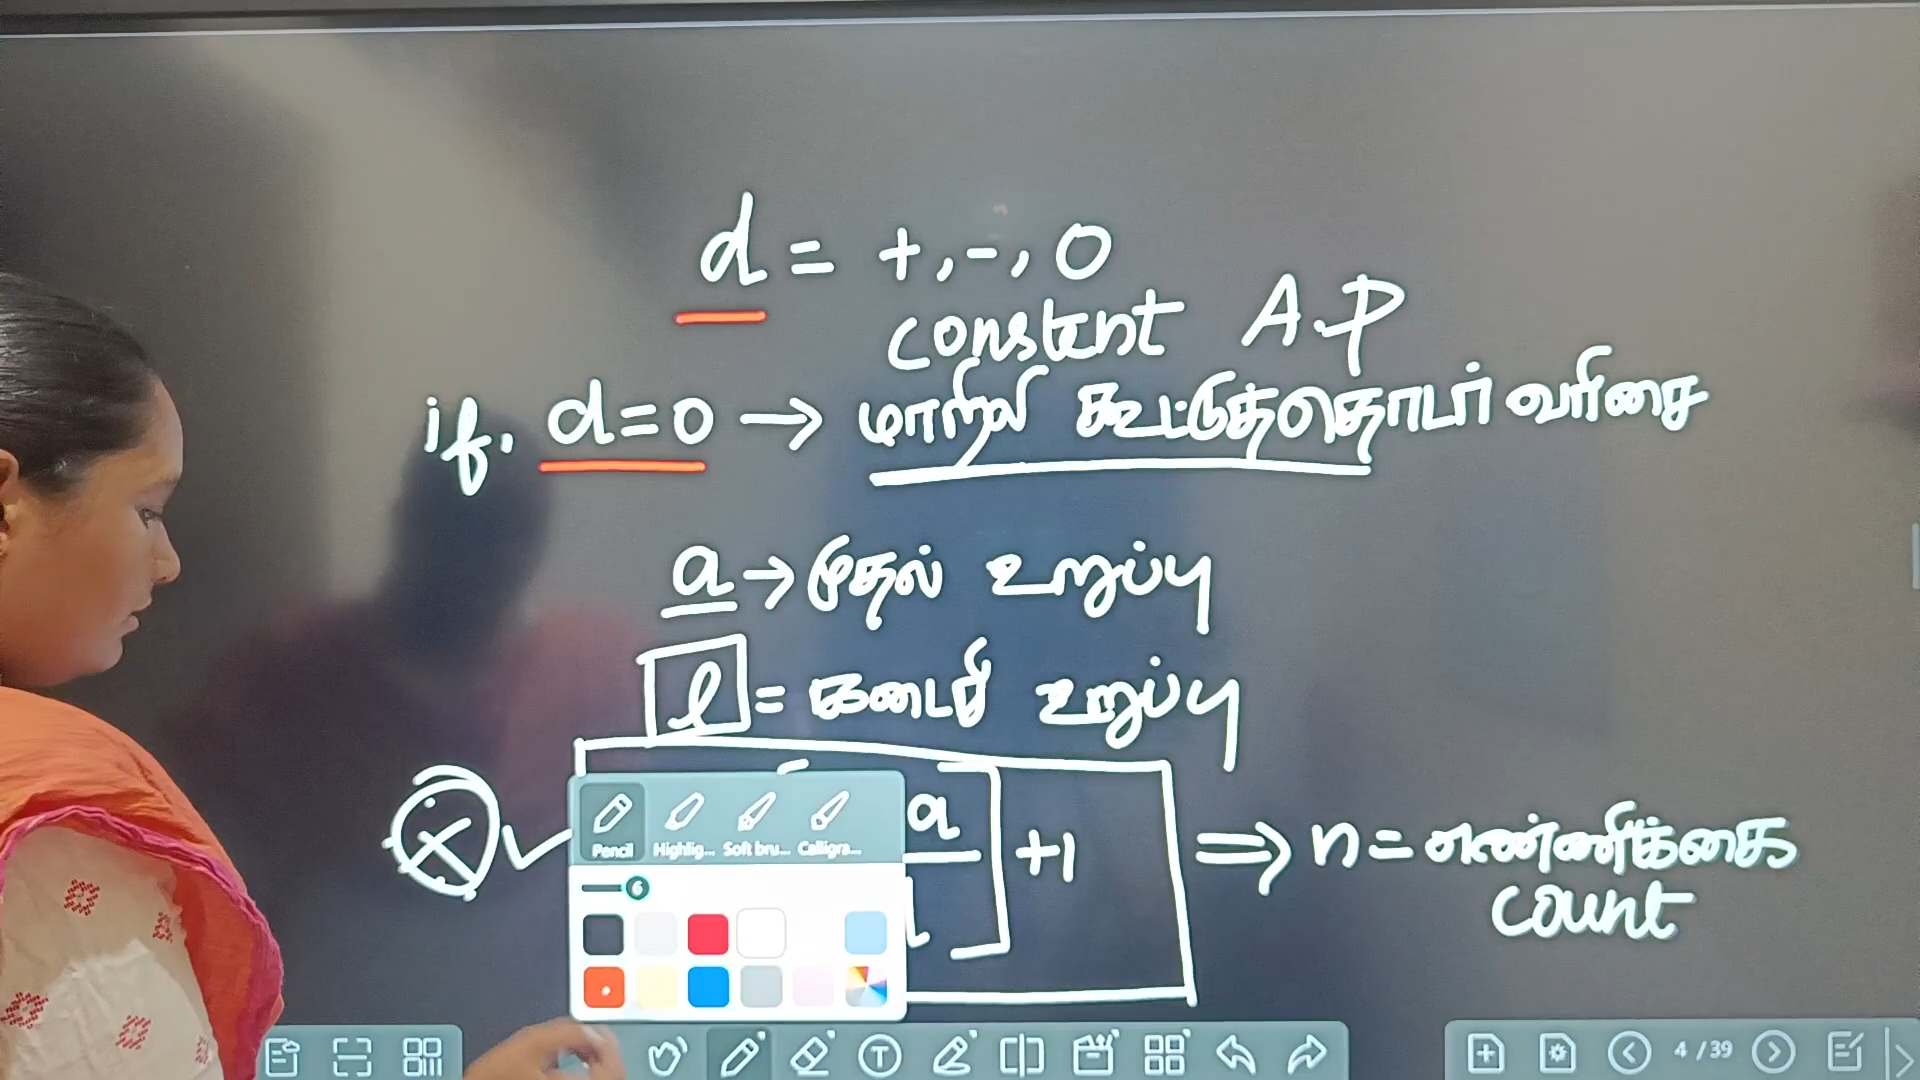 d = +, -, 0
constant A.P
if. d=0 → மாறிலி கூட்டுத்தொடர் வரிசை
a → முதல் உறுப்பு
l = கடைசி உறுப்பு
a
+1 ⇒ n = எண்ணிக்கை
count
Pencil Highlig... Soft bru... Calligra...
6
4 / 39